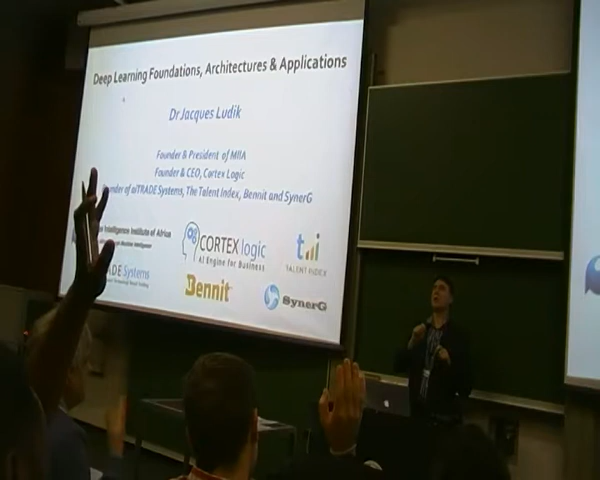 Deep Learning Foundations, Architectures & Applications
Dr Jacques Ludik
Founder & President of MIIA
Founder & CEO, Cortex Logic
of aiTRADE Systems, The Talent Index, Bennit and SynerG
Intelligence Institute of Africa
CORTEX logic
AI Engine for Business
TALENT INDEX
Systems
Bennit
SynerG